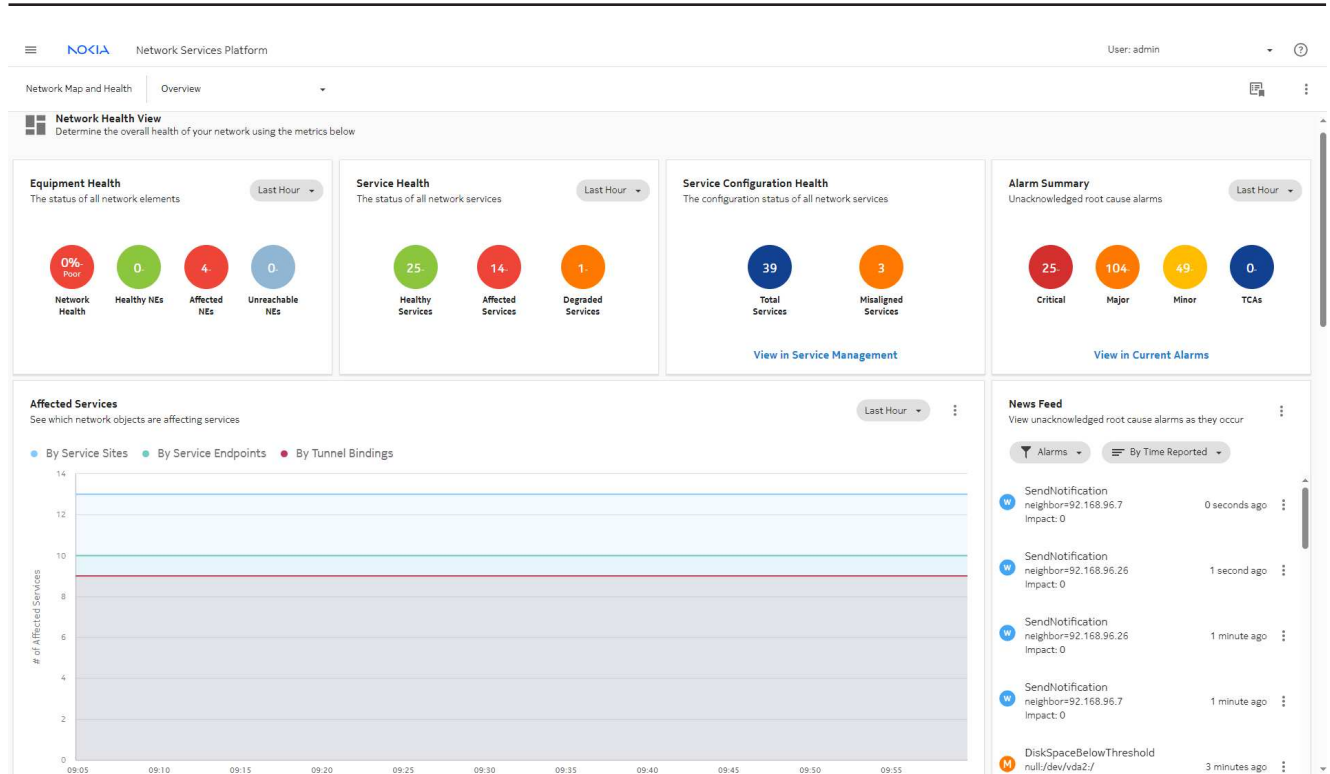 NOKIA Network Services Platform User: admin
Network Map and Health Overview
Network Health View
Determine the overall health of your network using the metrics below
Equipment Health
The status of all network elements
Last Hour
0%-
Poor
Network
Health
0-
Healthy NEs
4-
Affected
NEs
0-
Unreachable
NEs
Service Health
The status of all network services
Last Hour
25-
Healthy
Services
14-
Affected
Services
1-
Degraded
Services
Service Configuration Health
The configuration status of all network services
39
Total
Services
3
Misaligned
Services
View in Service Management
Alarm Summary
Unacknowledged root cause alarms
Last Hour
25-
Critical
104-
Major
49-
Minor
0-
TCAs
View in Current Alarms
Affected Services
See which network objects are affecting services
Last Hour
By Service Sites By Service Endpoints By Tunnel Bindings
# of Affected Services
14
12
10
8
6
4
2
0
09:05 09:10 09:15 09:20 09:25 09:30 09:35 09:40 09:45 09:50 09:55
News Feed
View unacknowledged root cause alarms as they occur
Alarms By Time Reported
W
SendNotification
neighbor=92.168.96.7 0 seconds ago
Impact: 0
W
SendNotification
neighbor=92.168.96.26 1 second ago
Impact: 0
W
SendNotification
neighbor=92.168.96.26 1 minute ago
Impact: 0
W
SendNotification
neighbor=92.168.96.7 1 minute ago
Impact: 0
M
DiskSpaceBelowThreshold
null:/dev/vda2:/ 3 minutes ago